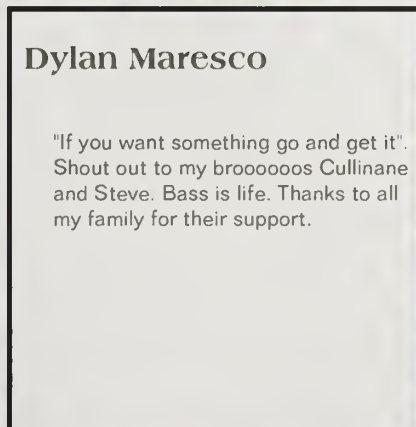 Dylan Maresco
"If you want something go and get it".
Shout out to my broooooos Cullinane
and Steve. Bass is life. Thanks to all
my family for their support.